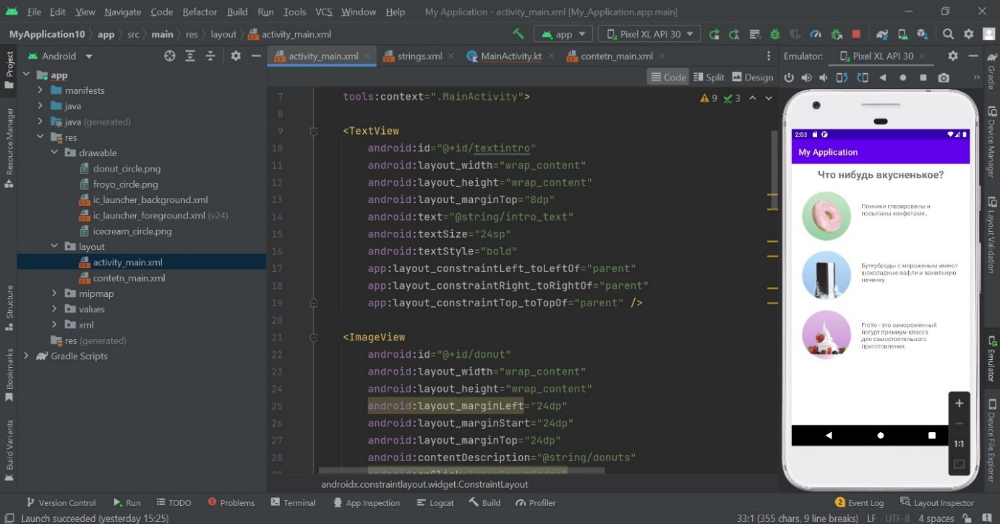 File Edit View Navigate Code Refactor Build Run Tools VCS Window Help My Application - activity_main.xml [My_Application.app.main]
MyApplication10 app src main res layout activity_main.xml
app Pixel XL API 30
Project
Android
activity_main.xml strings.xml MainActivity.kt contetn_main.xml
Emulator: Pixel XL API 30
Code Split Design
app
manifests
java
java (generated)
res
drawable
donut_circle.png
froyo_circle.png
ic_launcher_background.xml
ic_launcher_foreground.xml (v24)
icecream_circle.png
layout
activity_main.xml
contetn_main.xml
mipmap
values
xml
res (generated)
Gradle Scripts
Resource Manager
Structure
Bookmarks
Build Variants
9 3
7 tools:context=".MainActivity">
8
9 <TextView
10 android:id="@+id/textintro"
11 android:layout_width="wrap_content"
12 android:layout_height="wrap_content"
13 android:layout_marginTop="8dp"
14 android:text="@string/intro_text"
15 android:textSize="24sp"
16 android:textStyle="bold"
17 app:layout_constraintLeft_toLeftOf="parent"
18 app:layout_constraintRight_toRightOf="parent"
19 app:layout_constraintTop_toTopOf="parent" />
20
21 <ImageView
22 android:id="@+id/donut"
23 android:layout_width="wrap_content"
24 android:layout_height="wrap_content"
25 android:layout_marginLeft="24dp"
26 android:layout_marginStart="24dp"
27 android:layout_marginTop="24dp"
28 android:contentDescription="@string/donuts"
androidx.constraintlayout.widget.ConstraintLayout
2:03
My Application
Что нибудь вкусненькое?
Пончики глазированы и
посыпаны конфетами..
Бутерброды с мороженым имеют
шоколадные вафли и ванильную
начинку.
FroYo - это замороженный
йогурт премиум-класса
для самостоятельного
приготовления.
1:1
Gradle
Device Manager
Layout Validation
Emulator
Device File Explorer
Version Control Run TODO Problems Terminal App Inspection Logcat Build Profiler
2 Event Log Layout Inspector
Launch succeeded (yesterday 15:25)
33:1 (355 chars, 9 line breaks) LF UTF-8 4 spaces